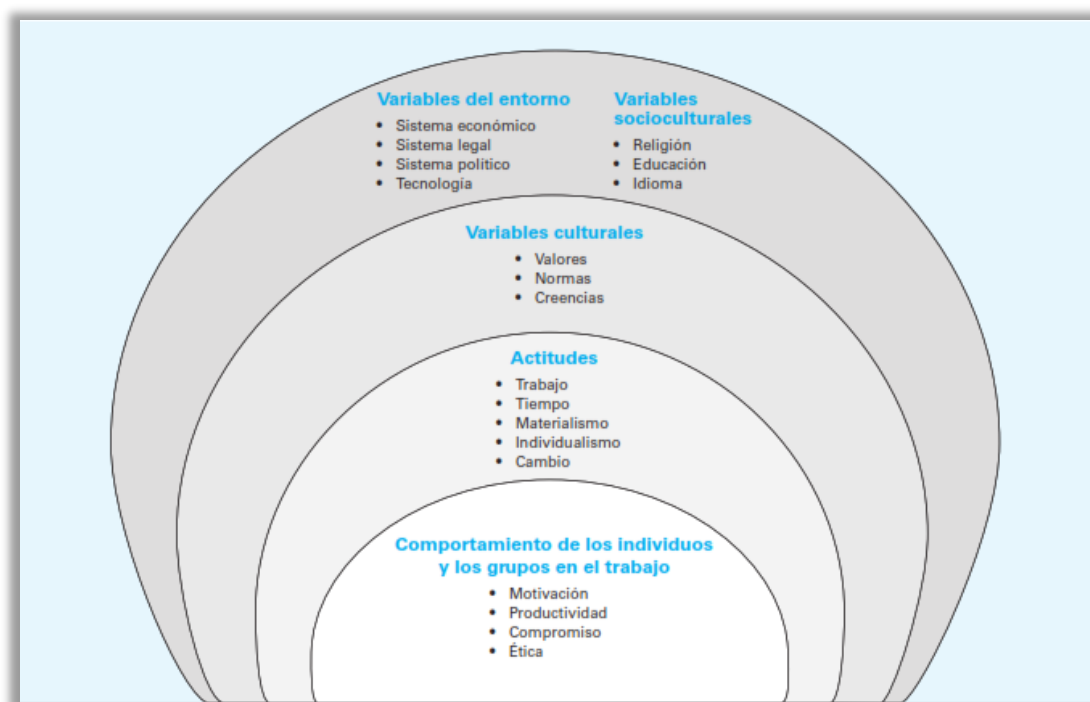 Variables del entorno
• Sistema económico
• Sistema legal
• Sistema político
• Tecnología
Variables
socioculturales
• Religión
• Educación
• Idioma
Variables culturales
• Valores
• Normas
• Creencias
Actitudes
• Trabajo
• Tiempo
• Materialismo
• Individualismo
• Cambio
Comportamiento de los individuos
y los grupos en el trabajo
• Motivación
• Productividad
• Compromiso
• Ética